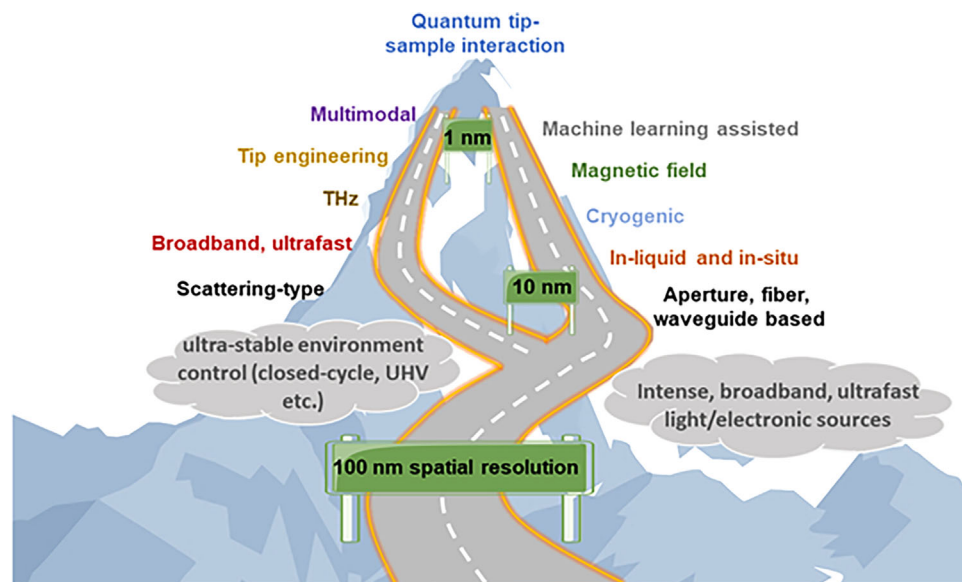 Quantum tip-
sample interaction
Multimodal
1 nm
Machine learning assisted
Tip engineering
Magnetic field
THz
Cryogenic
Broadband, ultrafast
In-liquid and in-situ
Scattering-type
10 nm
Aperture, fiber,
waveguide based
ultra-stable environment
control (closed-cycle, UHV
etc.)
Intense, broadband, ultrafast
light/electronic sources
100 nm spatial resolution